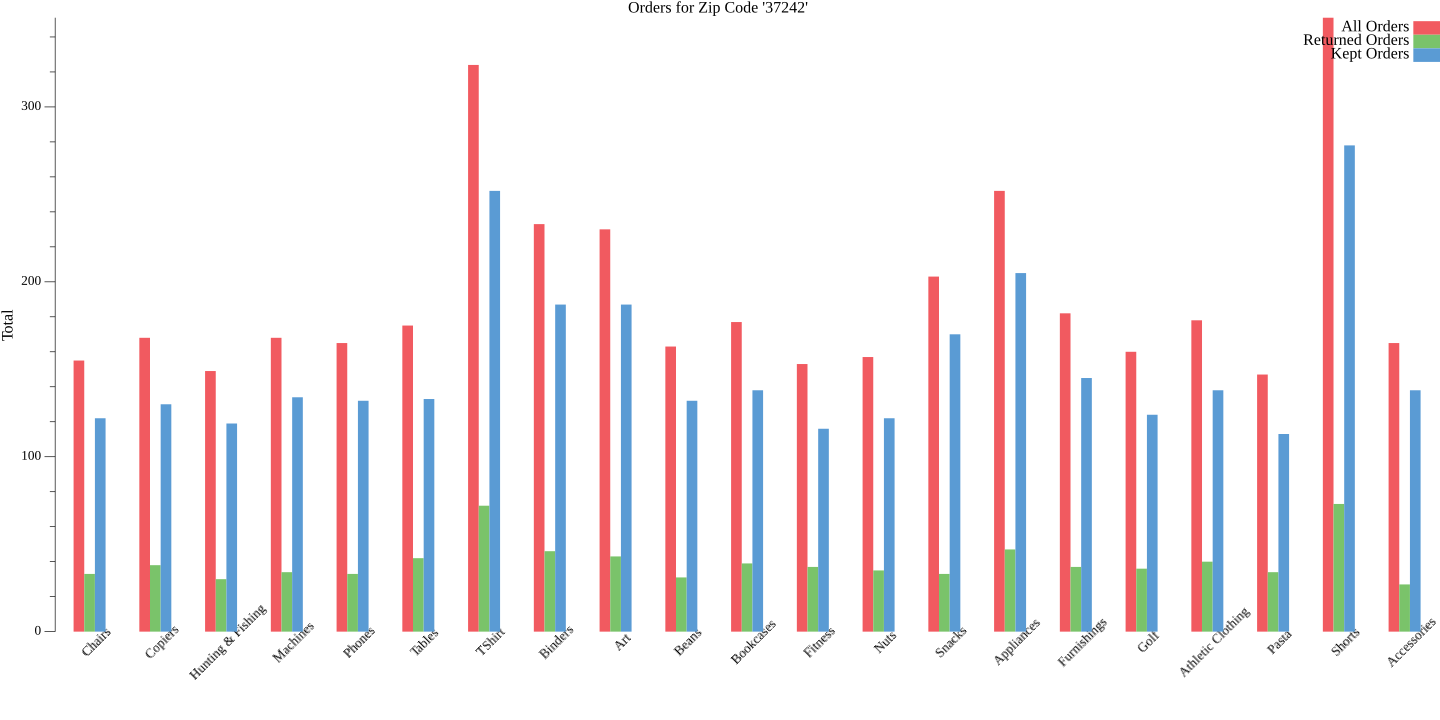 Orders for Zip Code '37242'
All Orders
Returned Orders
Kept Orders
300
200
100
0
Total
Chairs
Copiers
Hunting & Fishing
Machines
Phones
Tables
TShirt
Binders
Art
Beans
Bookcases
Fitness
Nuts
Snacks
Appliances
Furnishings
Golf
Athletic Clothing
Pasta
Shorts
Accessories